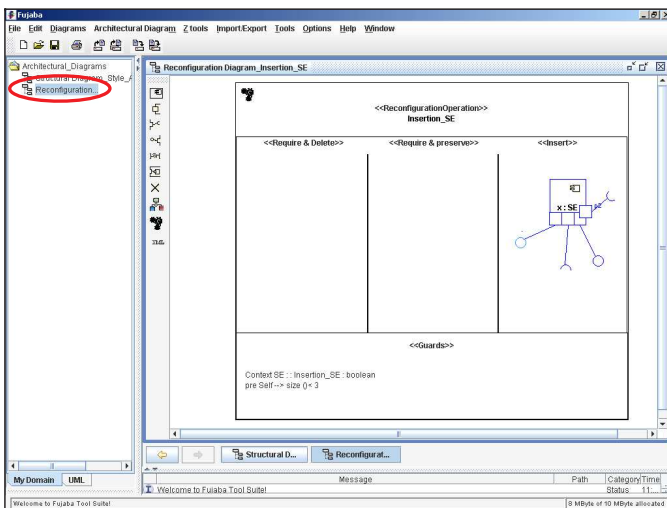 Fujaba
File Edit Diagrams Architectural Diagram Z tools Import/Export Tools Options Help Window
Architectural_Diagrams
Structural Diagram_Style_A
Reconfiguration...
Reconfiguration Diagram_Insertion_SE
<<ReconfigurationOperation>>
Insertion_SE
<<Require & Delete>> <<Require & preserve>> <<Insert>>
x : SE
<<Guards>>
Context SE : : Insertion_SE : boolean
pre Self--> size ()< 3
Structural D... Reconfigurat...
My Domain UML
Message Path Category Time
Welcome to Fujaba Tool Suite! Status 11:...
Welcome to Fujaba Tool Suite! 8 MByte of 10 MByte allocated